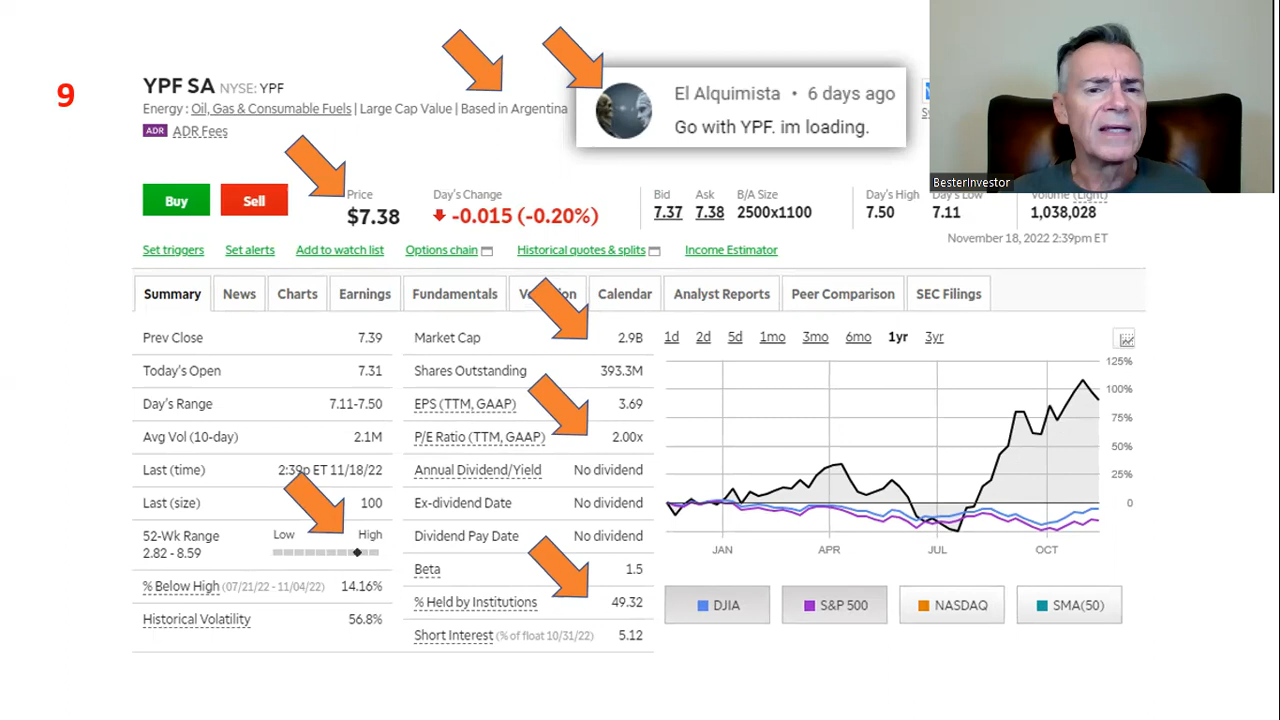 9
YPF SA NYSE: YPF
Energy : Oil, Gas & Consumable Fuels | Large Cap Value | Based in Argentina
ADR ADR Fees
El Alquimista • 6 days ago
Go with YPF. im loading.
BesterInvestor
Buy
Sell
Price
$7.38
Day's Change
-0.015 (-0.20%)
Bid
7.37
Ask
7.38
B/A Size
2500x1100
Day's High
7.50
Day's Low
7.11
Volume (Light)
1,038,028
November 18, 2022 2:39pm ET
Set triggers
Set alerts
Add to watch list
Options chain
Historical quotes & splits
Income Estimator
Summary
News
Charts
Earnings
Fundamentals
Calendar
Analyst Reports
Peer Comparison
SEC Filings
Prev Close 7.39
Today's Open 7.31
Day's Range 7.11-7.50
Avg Vol (10-day) 2.1M
Last (time) 2:39p ET 11/18/22
Last (size) 100
52-Wk Range Low High
2.82 - 8.59
% Below High (07/21/22 - 11/04/22) 14.16%
Historical Volatility 56.8%
Market Cap 2.9B
Shares Outstanding 393.3M
EPS (TTM, GAAP) 3.69
P/E Ratio (TTM, GAAP) 2.00x
Annual Dividend/Yield No dividend
Ex-dividend Date No dividend
Dividend Pay Date No dividend
Beta 1.5
% Held by Institutions 49.32
Short Interest (% of float 10/31/22) 5.12
1d 2d 5d 1mo 3mo 6mo 1yr 3yr
125%
100%
75%
50%
25%
0
JAN APR JUL OCT
DJIA
S&P 500
NASDAQ
SMA(50)